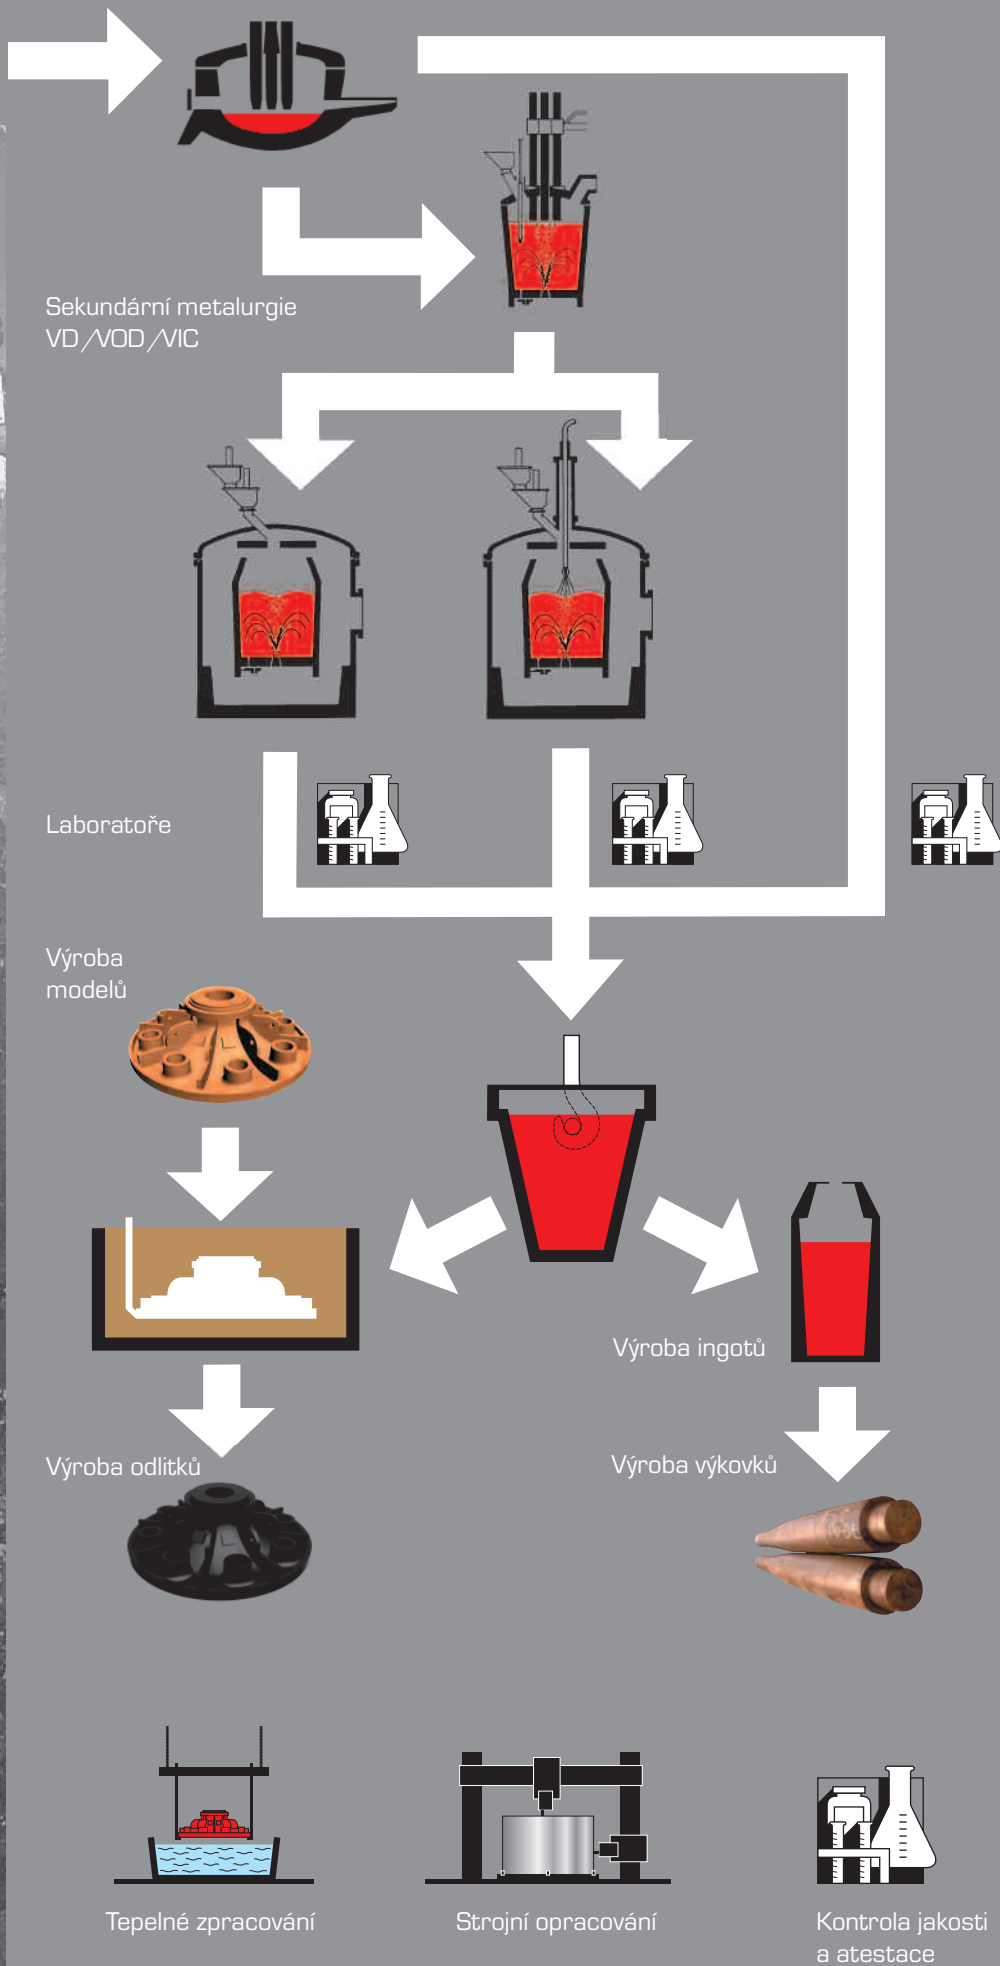 Sekundární metalurgie
VD/VOD/VIC
Laboratoře
Výroba
modelů
Výroba ingotů
Výroba odlitků
Výroba výkovků
Tepelné zpracování
Strojní opracování
Kontrola jakosti
a atestace